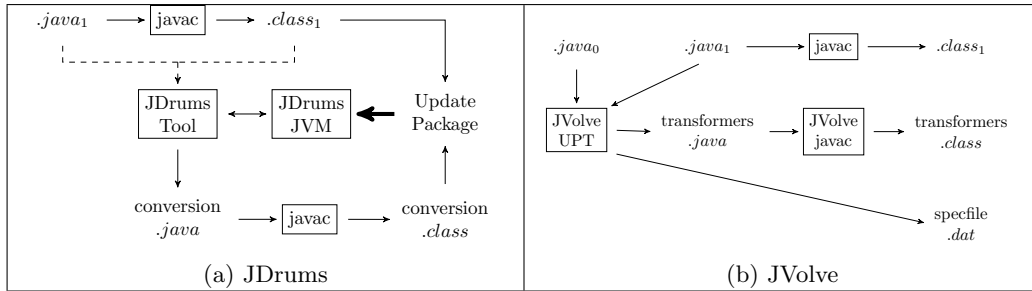 .java₁ javac .class₁
JDrums
Tool
JDrums
JVM
Update
Package
conversion
.java
javac
conversion
.class
(a) JDrums
.java₀ .java₁ javac .class₁
JVolve
UPT
transformers
.java
JVolve
javac
transformers
.class
specfile
.dat
(b) JVolve